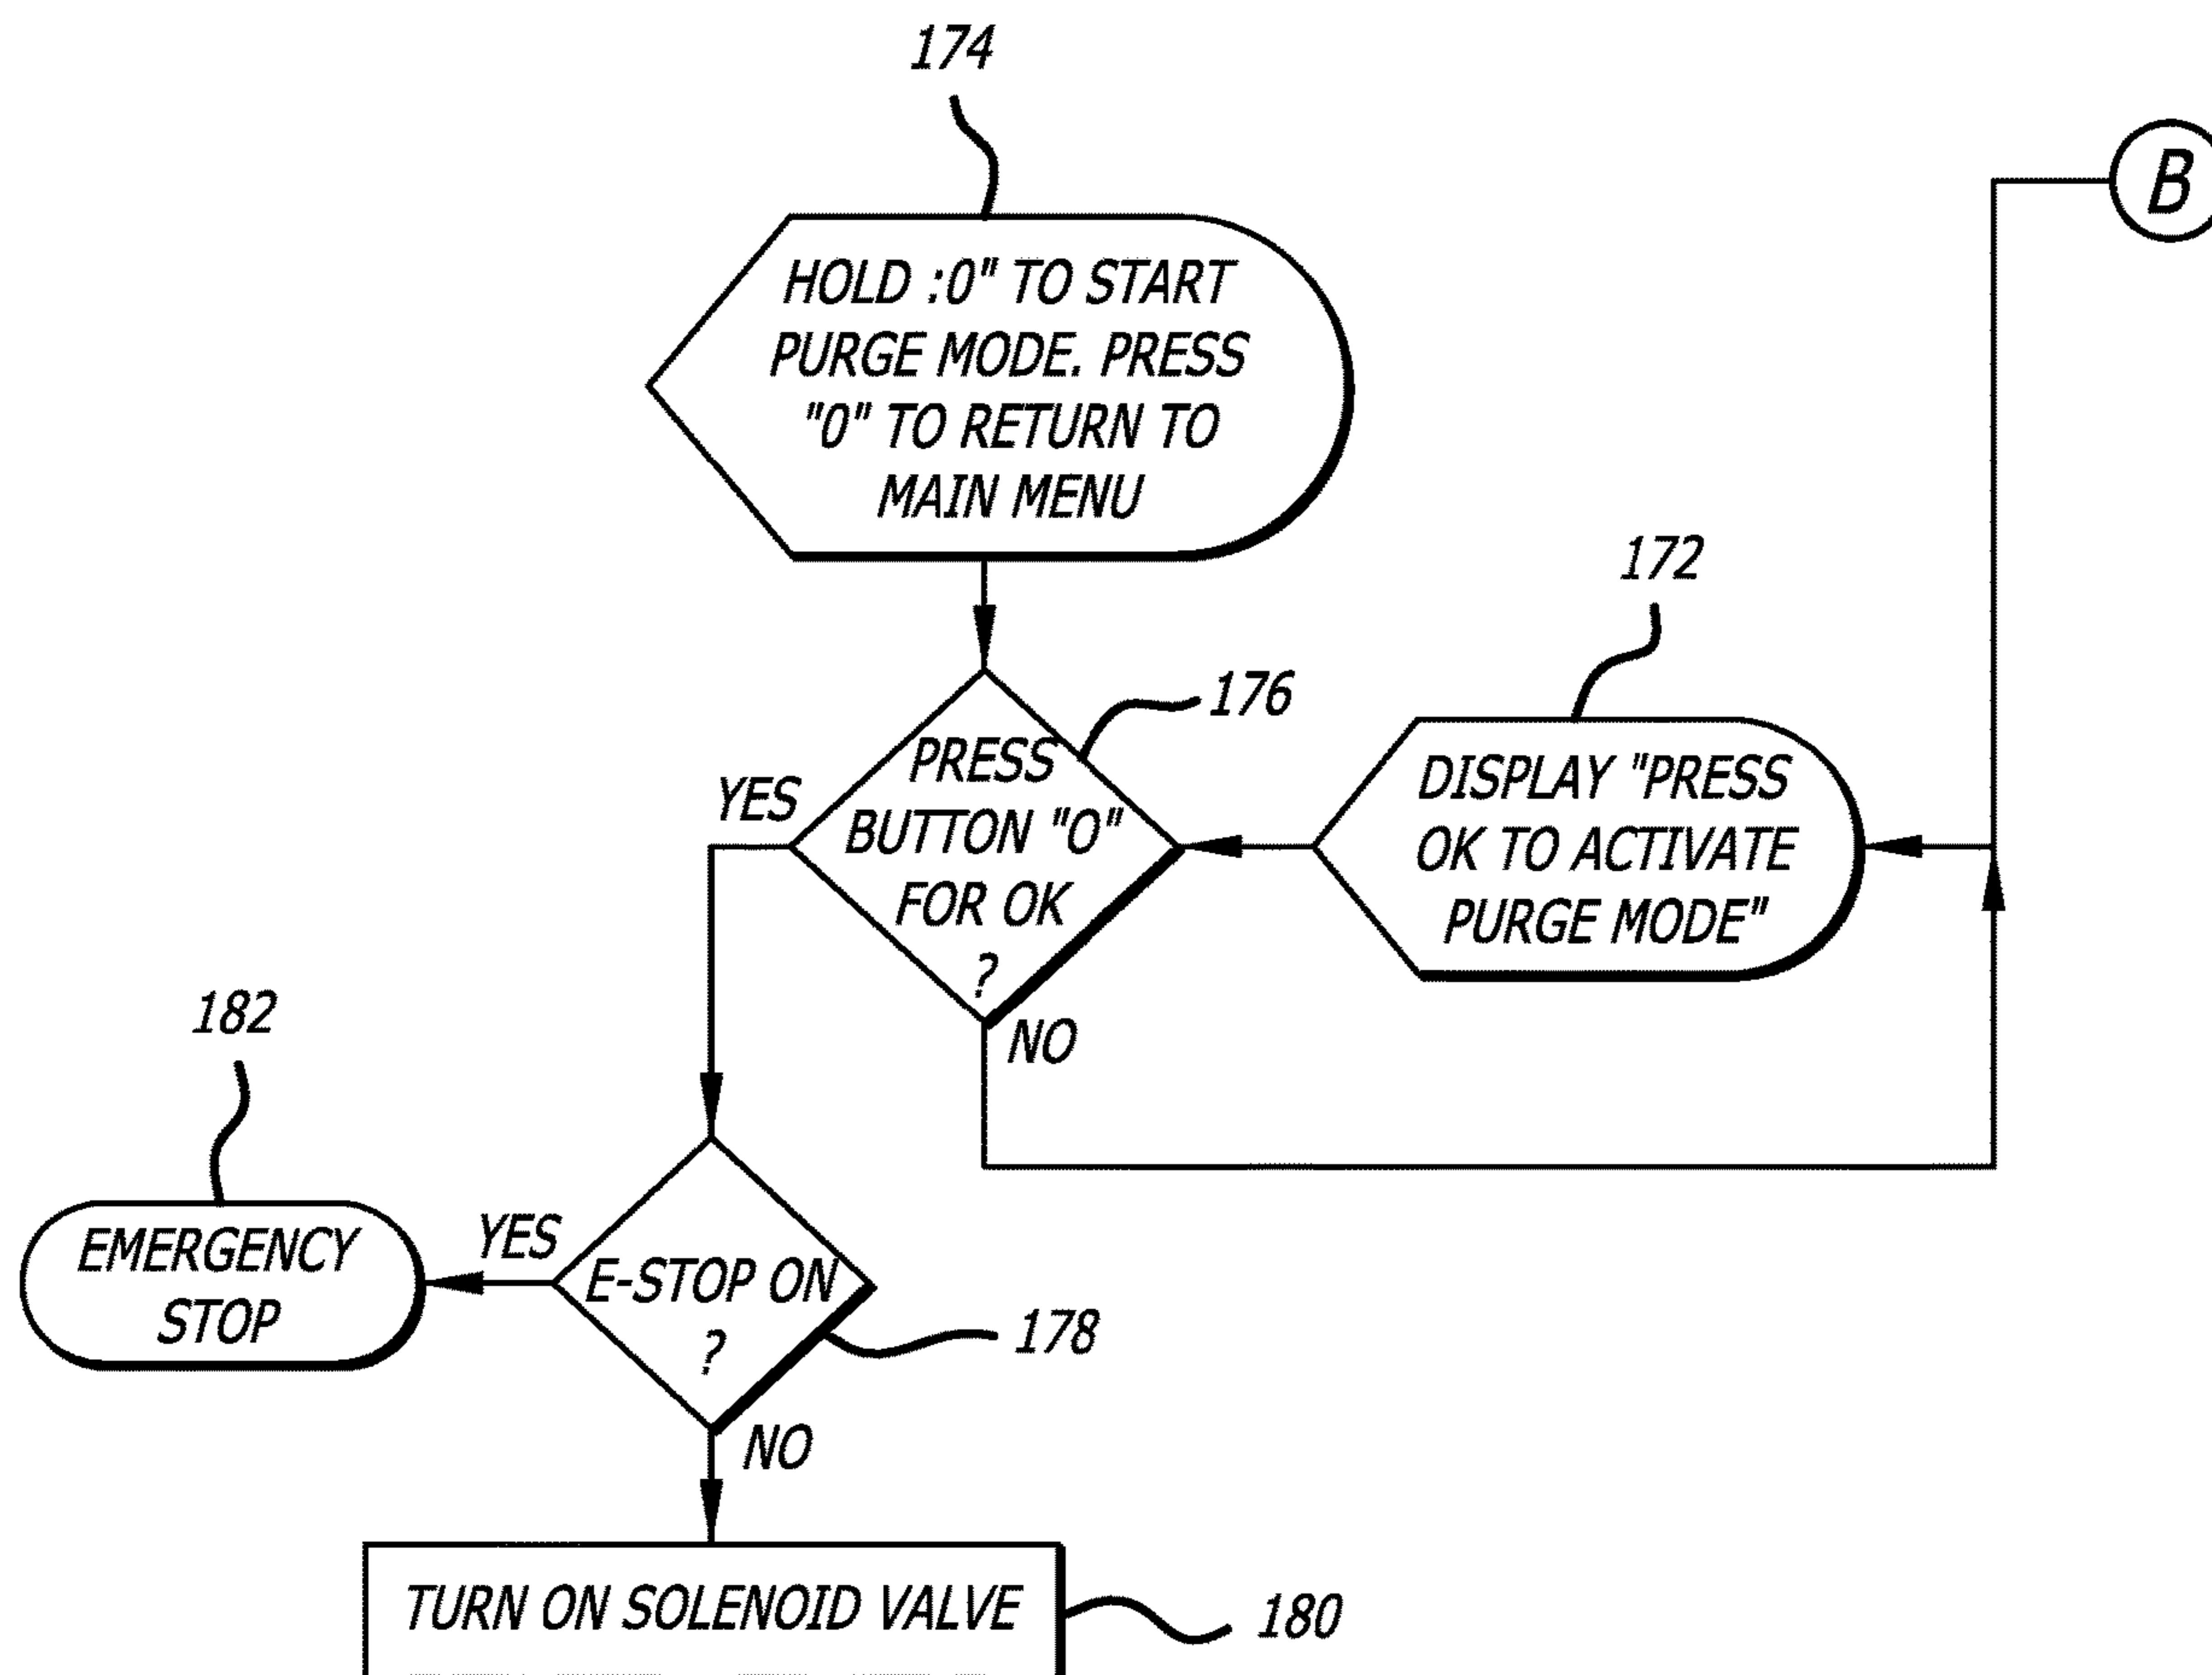 174
B
HOLD :0" TO START
PURGE MODE. PRESS
"0" TO RETURN TO
MAIN MENU
172
176
PRESS
BUTTON "O"
FOR OK
?
YES
NO
DISPLAY "PRESS
OK TO ACTIVATE
PURGE MODE"
182
EMERGENCY
STOP
YES
E-STOP ON
?
178
NO
TURN ON SOLENOID VALVE
180